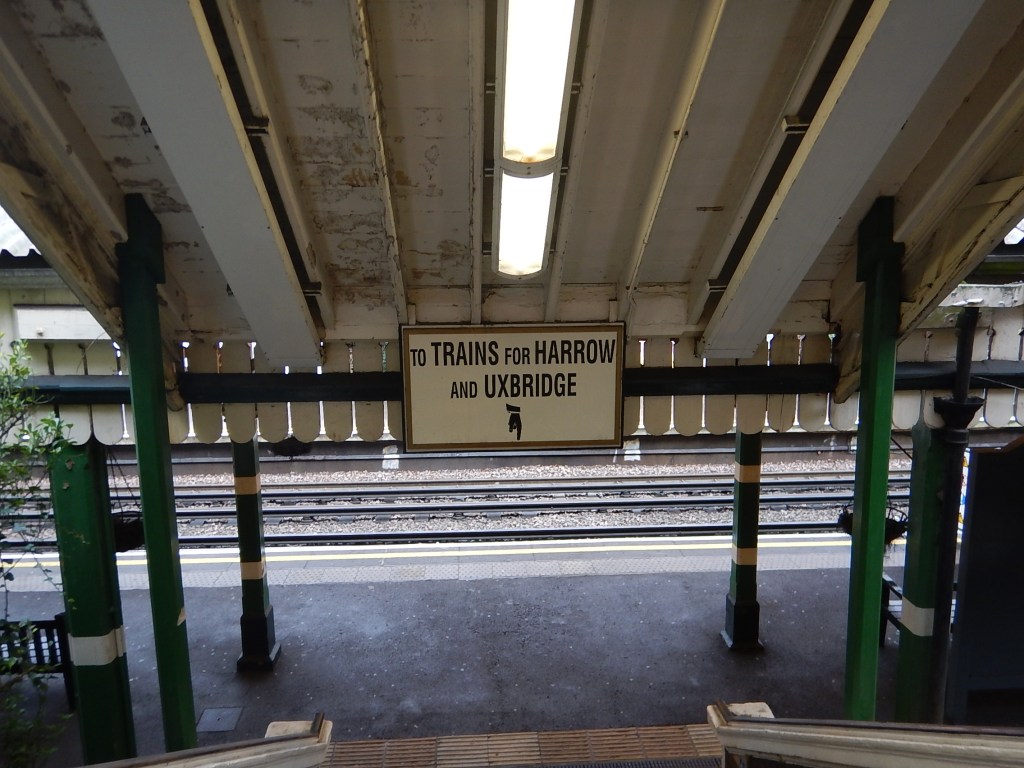 TO TRAINS FOR HARROW
AND UXBRIDGE